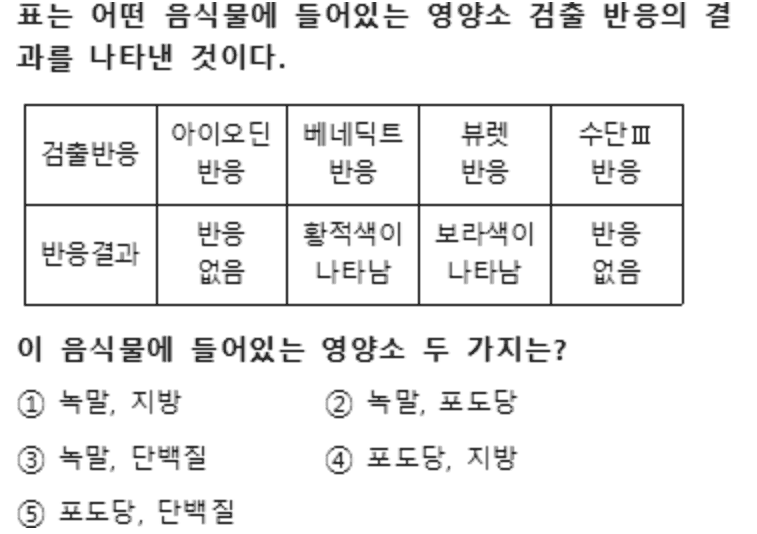 표는 어떤 음식물에 들어있는 영양소 검출 반응의 결
과를 나타낸 것이다.
검출반응 아이오딘 반응 베네딕트 반응 뷰렛 반응 수단Ⅲ 반응
반응결과 반응 없음 황적색이 나타남 보라색이 나타남 반응 없음
이 음식물에 들어있는 영양소 두 가지는?
① 녹말, 지방 ② 녹말, 포도당
③ 녹말, 단백질 ④ 포도당, 지방
⑤ 포도당, 단백질